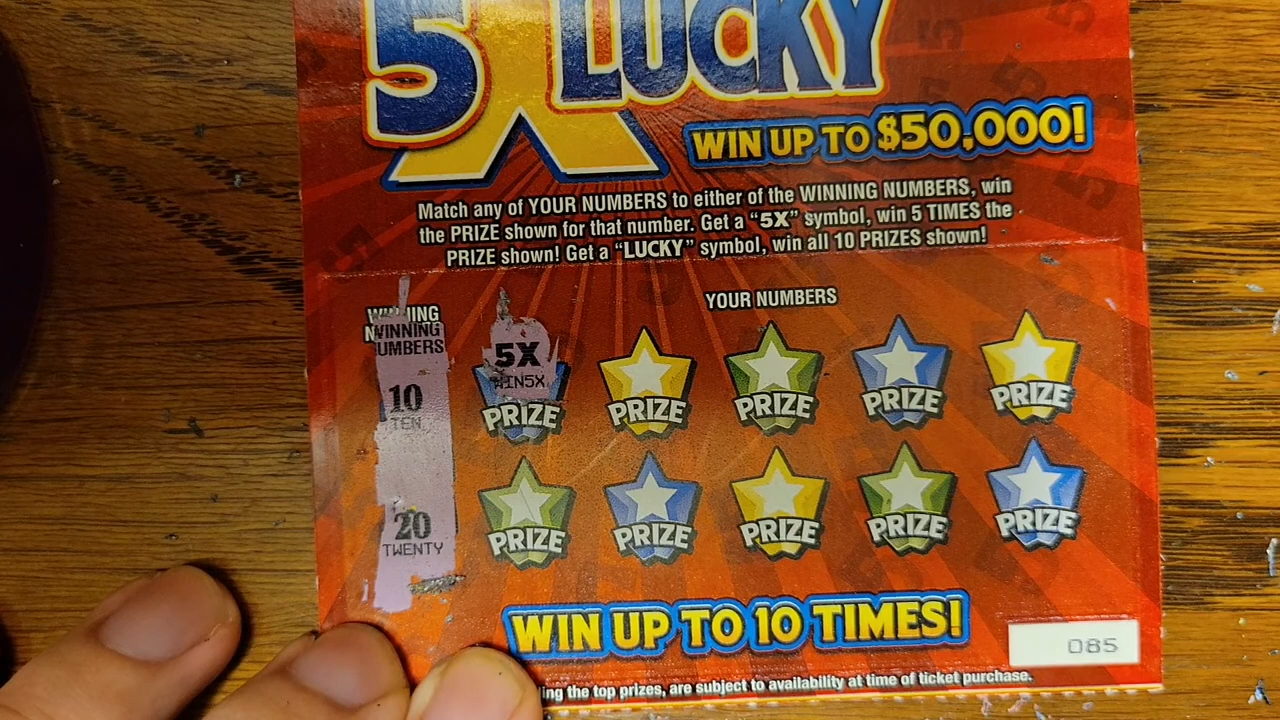 5X LUCKY
WIN UP TO $50,000!
Match any of YOUR NUMBERS to either of the WINNING NUMBERS, win
the PRIZE shown for that number. Get a "5X" symbol, win 5 TIMES the
PRIZE shown! Get a "LUCKY" symbol, win all 10 PRIZES shown!
YOUR NUMBERS
WINNING
NUMBERS
10
TEN
20
TWENTY
5X
WIN5X
PRIZE PRIZE PRIZE PRIZE PRIZE
PRIZE PRIZE PRIZE PRIZE PRIZE
WIN UP TO 10 TIMES!
085
the top prizes, are subject to availability at time of ticket purchase.